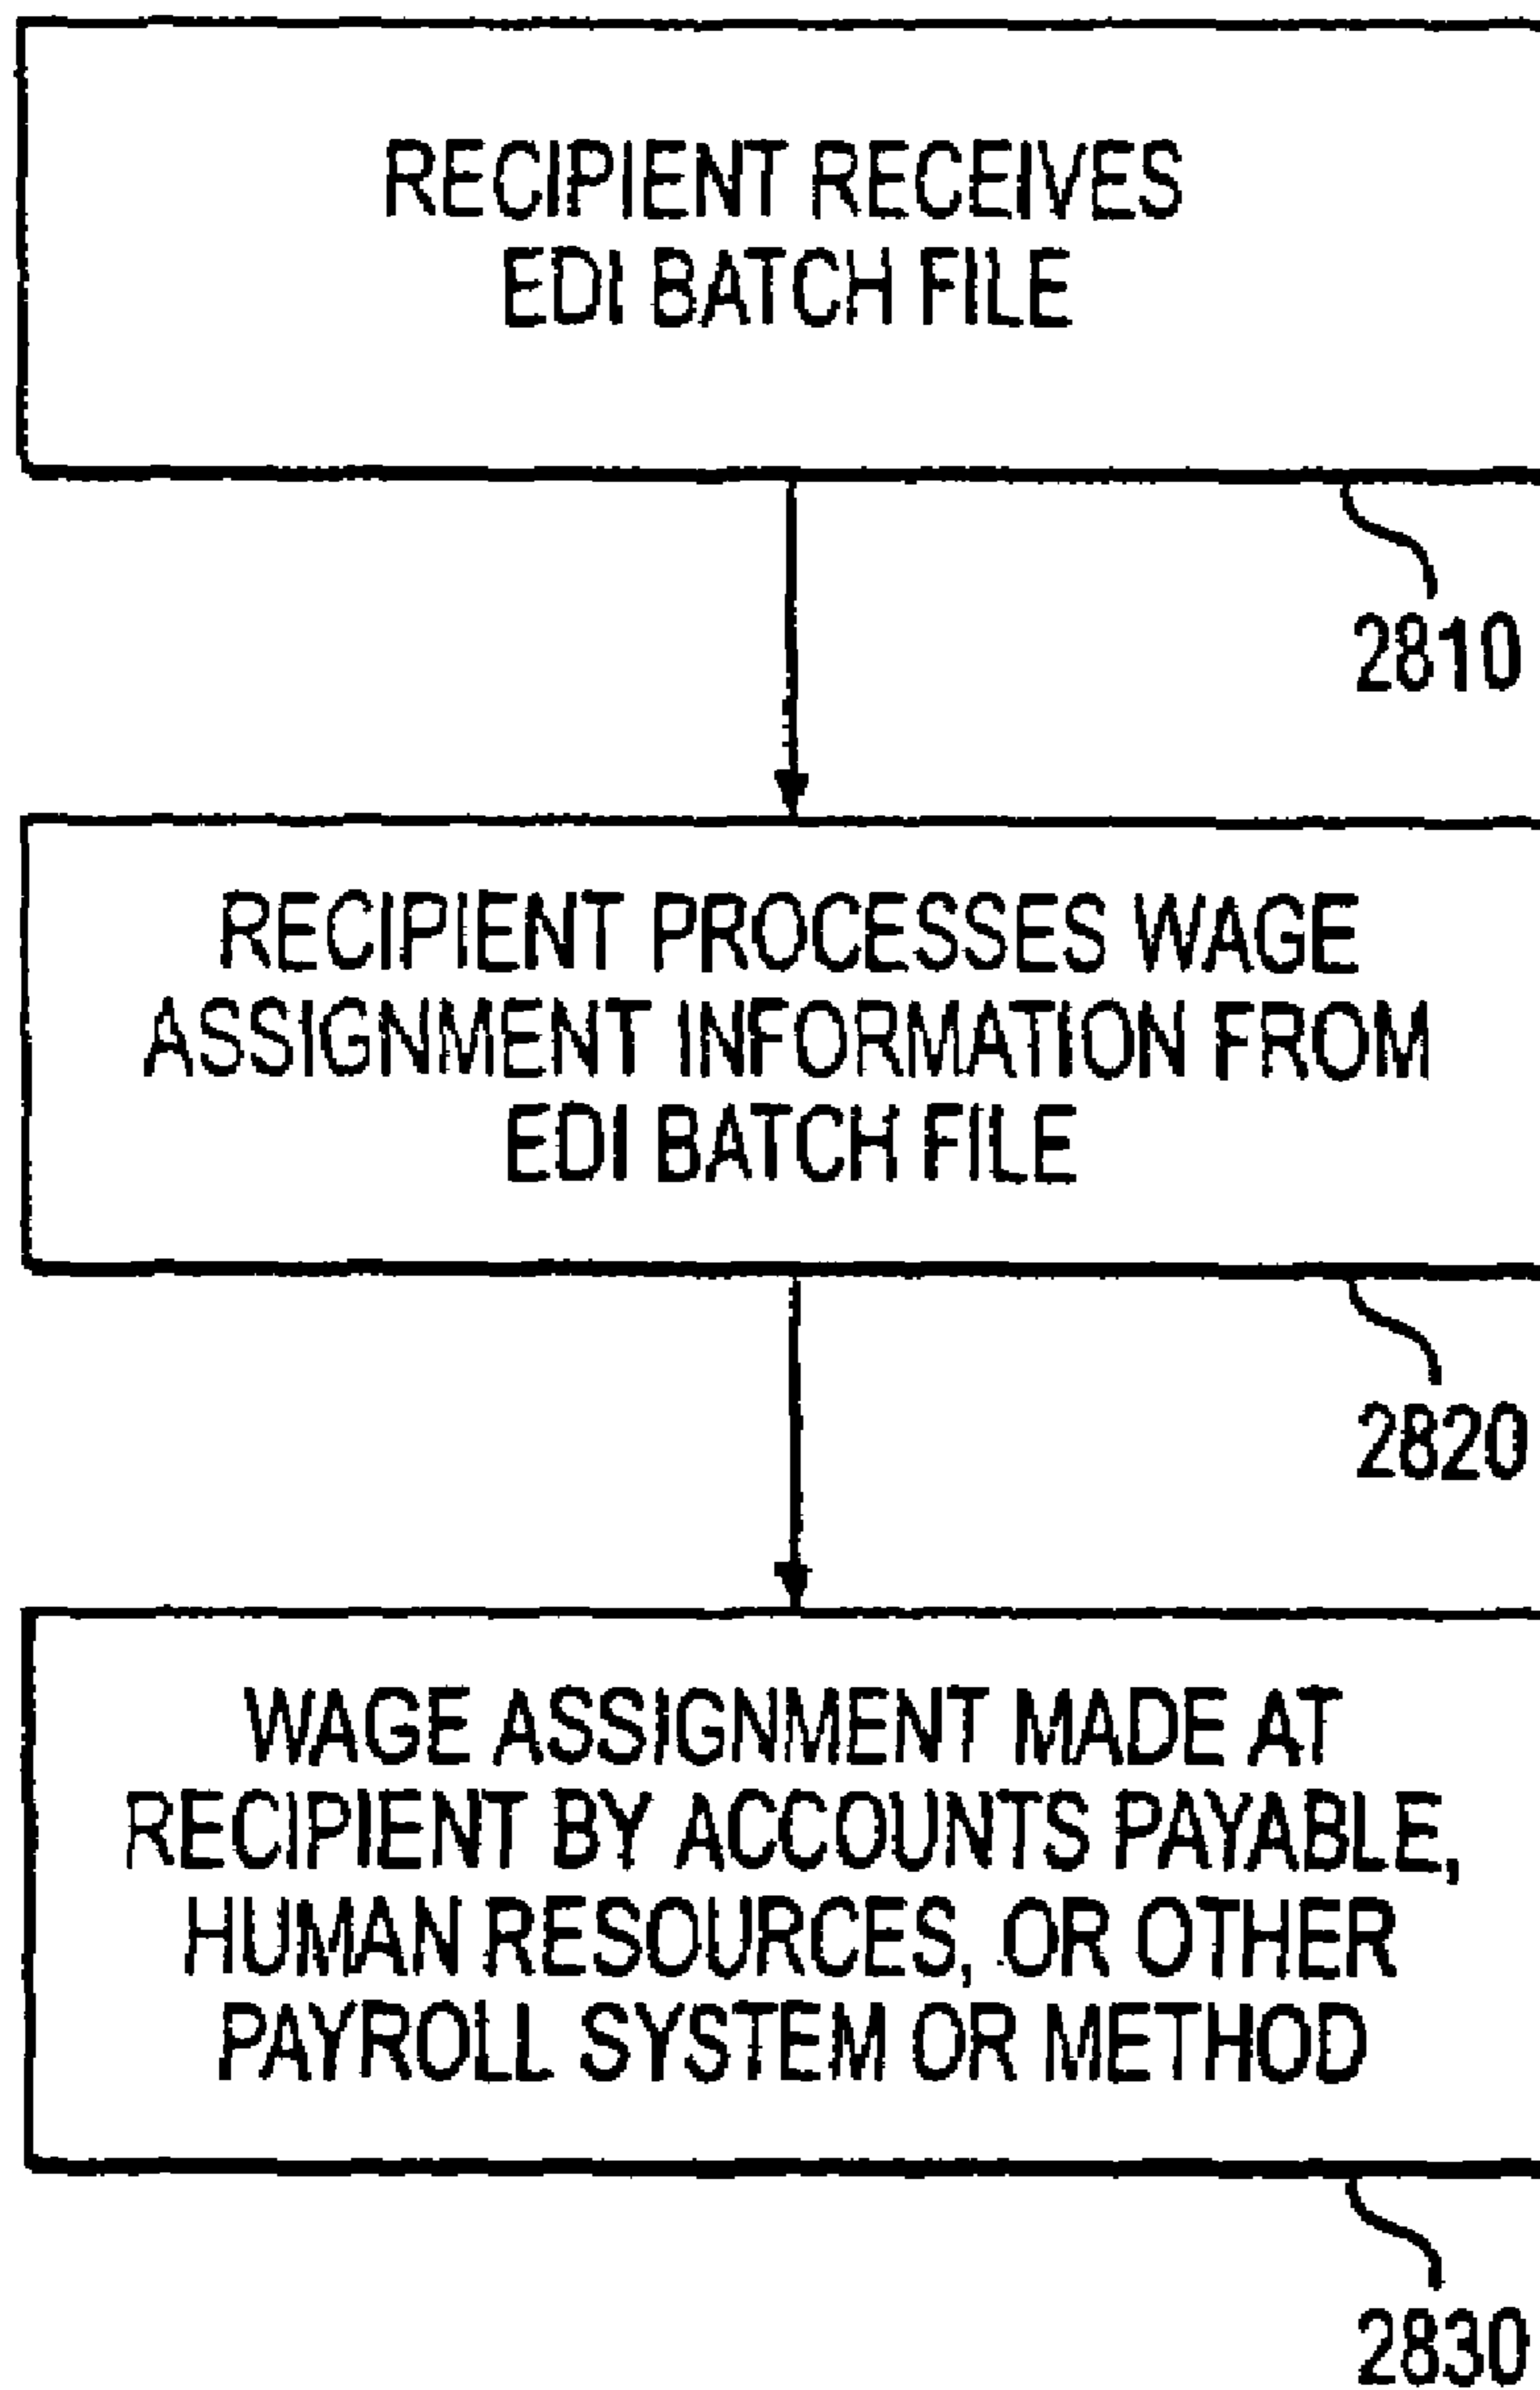 RECIPIENT RECEIVES
EDI BATCH FILE
2810
RECIPIENT PROCESSES WAGE
ASSIGNMENT INFORMATION FROM
EDI BATCH FILE
2820
WAGE ASSIGNMENT MADE AT
RECIPIENT BY ACCOUNTS PAYABLE,
HUMAN RESOURCES, OR OTHER
PAYROLL SYSTEM OR METHOD
2830